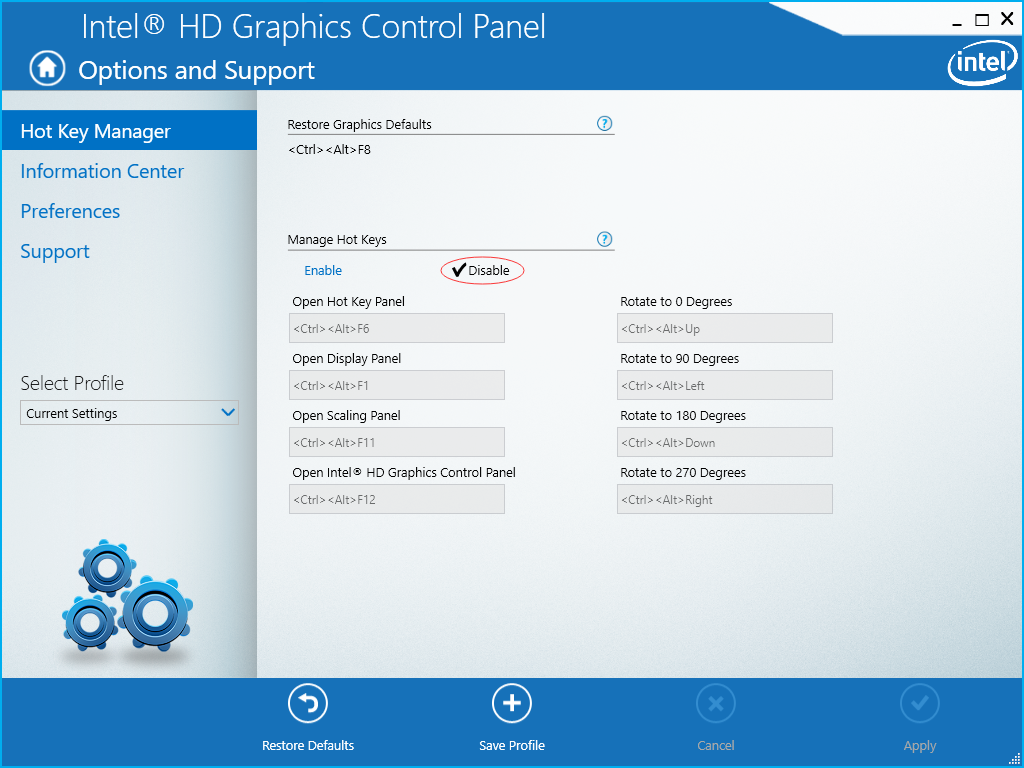 Intel® HD Graphics Control Panel
Options and Support
intel
Hot Key Manager
Information Center
Preferences
Support
Select Profile
Current Settings
Restore Graphics Defaults
?
<Ctrl><Alt>F8
Manage Hot Keys
?
Enable
Disable
Open Hot Key Panel
<Ctrl><Alt>F6
Open Display Panel
<Ctrl><Alt>F1
Open Scaling Panel
<Ctrl><Alt>F11
Open Intel® HD Graphics Control Panel
<Ctrl><Alt>F12
Rotate to 0 Degrees
<Ctrl><Alt>Up
Rotate to 90 Degrees
<Ctrl><Alt>Left
Rotate to 180 Degrees
<Ctrl><Alt>Down
Rotate to 270 Degrees
<Ctrl><Alt>Right
Restore Defaults
Save Profile
Cancel
Apply